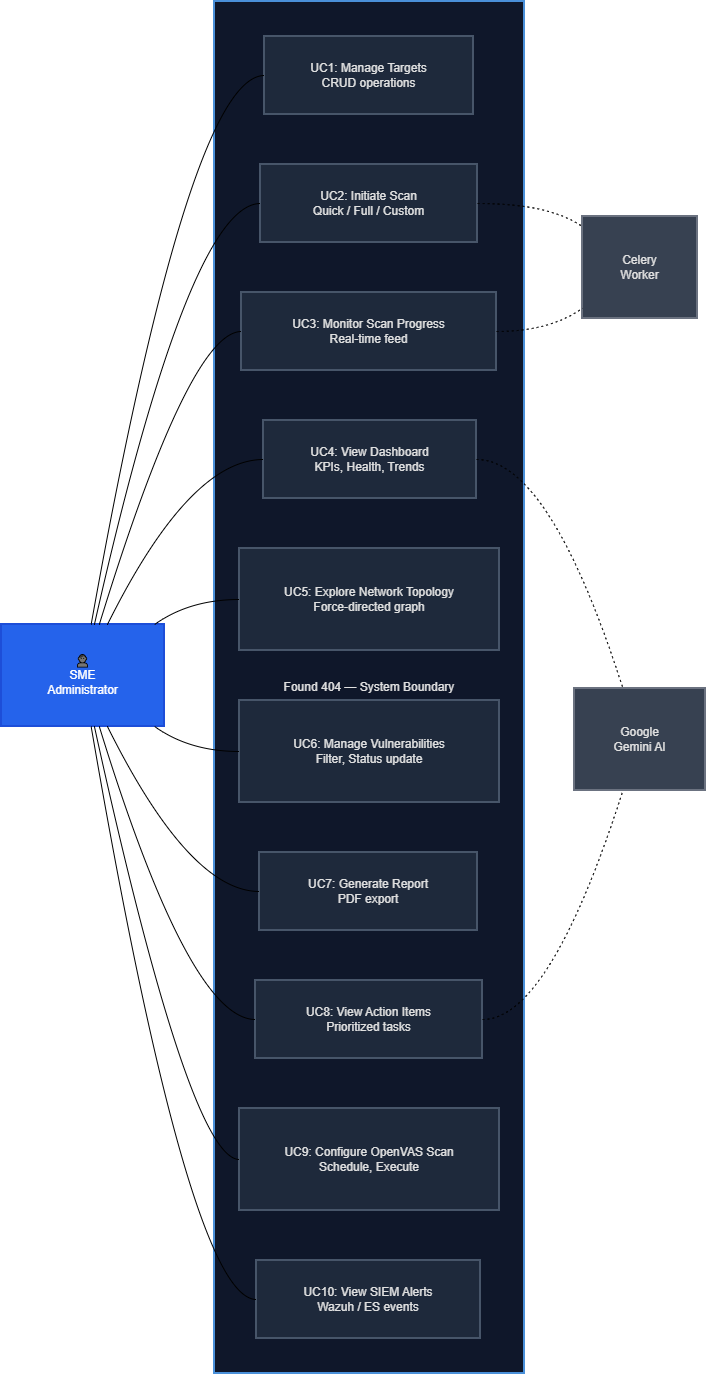 UC1: Manage Targets
CRUD operations
UC2: Initiate Scan
Quick / Full / Custom
Celery
Worker
UC3: Monitor Scan Progress
Real-time feed
UC4: View Dashboard
KPIs, Health, Trends
UC5: Explore Network Topology
Force-directed graph
SME
Administrator
Found 404 — System Boundary
UC6: Manage Vulnerabilities
Filter, Status update
Google
Gemini AI
UC7: Generate Report
PDF export
UC8: View Action Items
Prioritized tasks
UC9: Configure OpenVAS Scan
Schedule, Execute
UC10: View SIEM Alerts
Wazuh / ES events